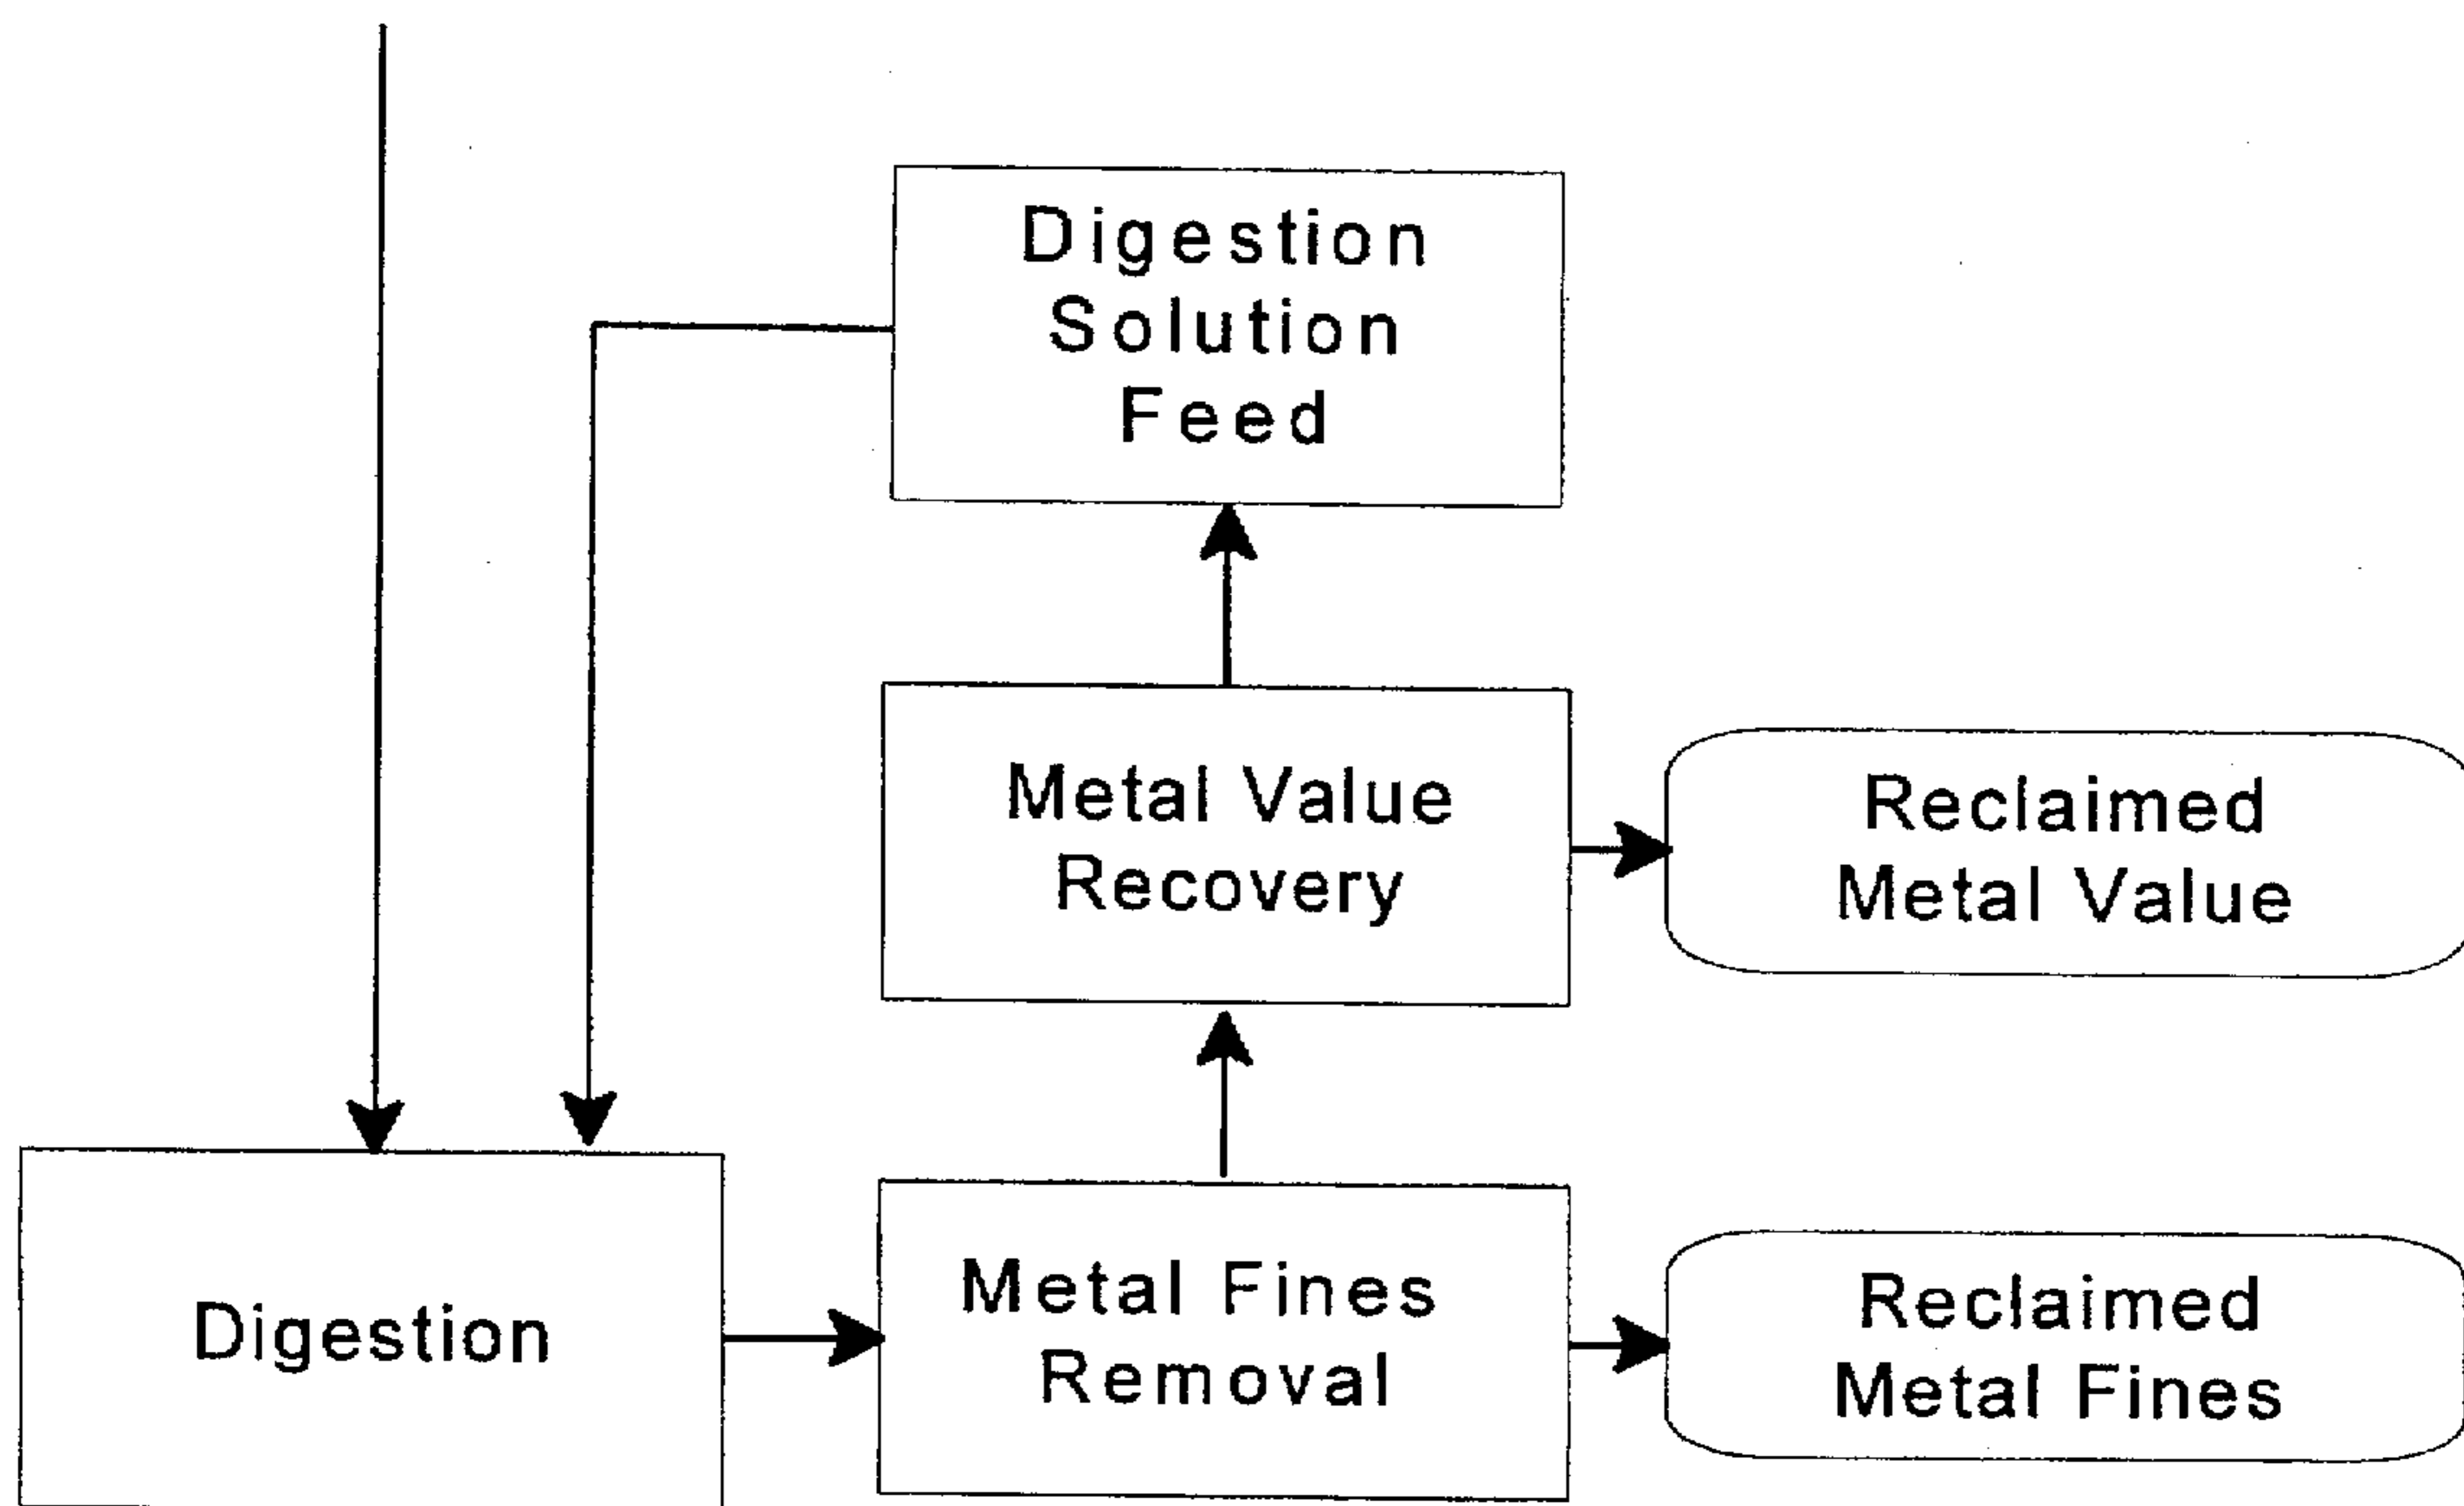 Digestion
Solution
Feed
Metal Value
Recovery
Reclaimed
Metal Value
Digestion
Metal Fines
Removal
Reclaimed
Metal Fines